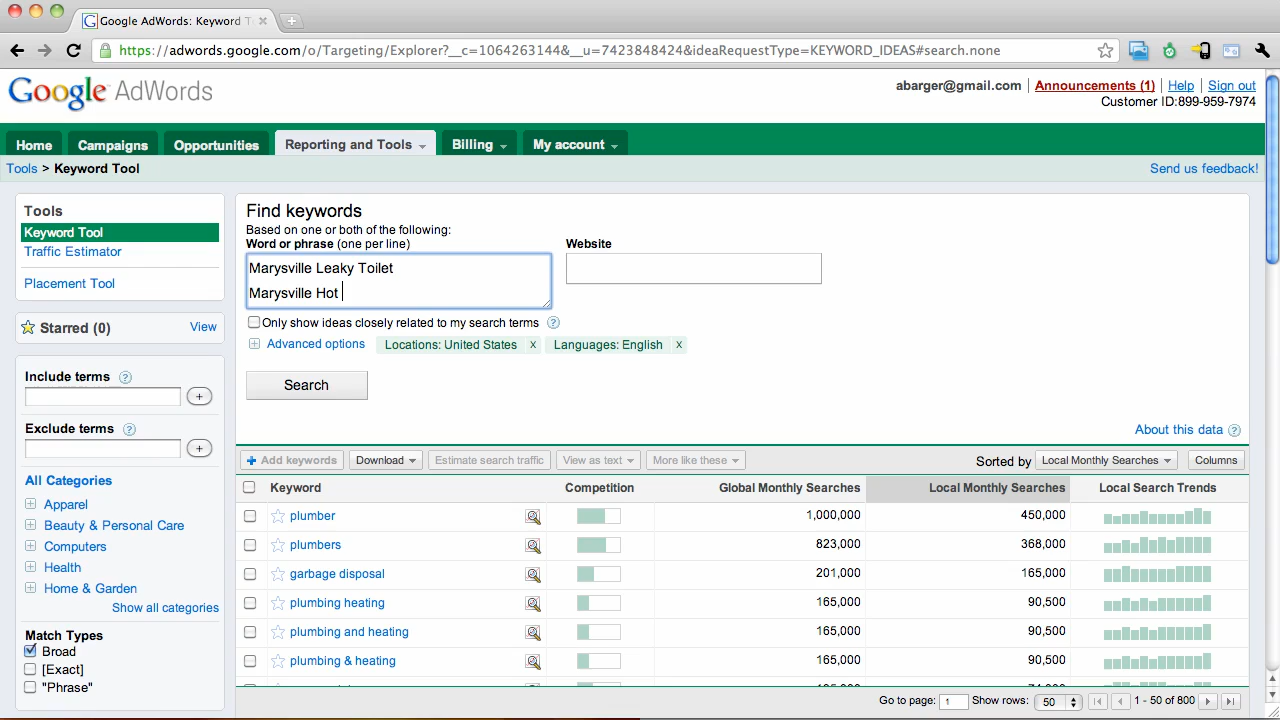 Google AdWords: Keyword T
https://adwords.google.com/o/Targeting/Explorer?__c=1064263144&__u=7423848424&ideaRequestType=KEYWORD_IDEAS#search.none
Google AdWords
abarger@gmail.com Announcements (1) Help Sign out
Customer ID:899-959-7974
Home Campaigns Opportunities Reporting and Tools Billing My account
Tools > Keyword Tool Send us feedback!
Tools
Keyword Tool
Traffic Estimator
Placement Tool
Starred (0) View
Include terms ?
+
Exclude terms ?
+
All Categories
Apparel
Beauty & Personal Care
Computers
Health
Home & Garden
Show all categories
Match Types
Broad
[Exact]
"Phrase"
Find keywords
Based on one or both of the following:
Word or phrase (one per line) Website
Marysville Leaky Toilet
Marysville Hot
Only show ideas closely related to my search terms ?
Advanced options Locations: United States x Languages: English x
Search
About this data ?
+ Add keywords Download Estimate search traffic View as text More like these Sorted by Local Monthly Searches Columns
Keyword Competition Global Monthly Searches Local Monthly Searches Local Search Trends
plumber 1,000,000 450,000
plumbers 823,000 368,000
garbage disposal 201,000 165,000
plumbing heating 165,000 90,500
plumbing and heating 165,000 90,500
plumbing & heating 165,000 90,500
Go to page: 1 Show rows: 50 1 - 50 of 800